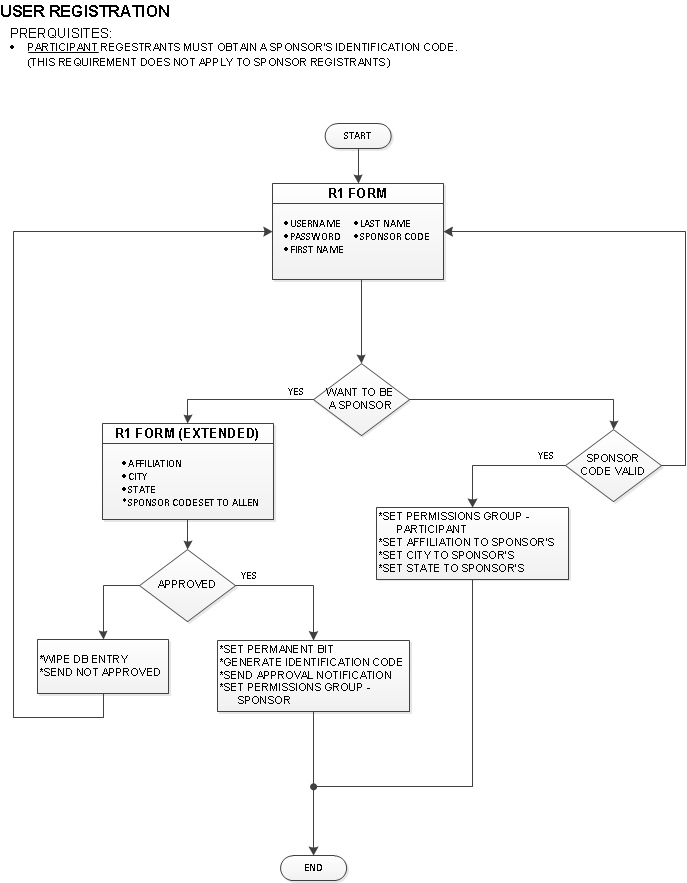 USER REGISTRATION
PRERQUISITES:
• PARTICIPANT REGESTRANTS MUST OBTAIN A SPONSOR'S IDENTIFICATION CODE.
(THIS REQUIREMENT DOES NOT APPLY TO SPONSOR REGISTRANTS)
START
R1 FORM
•USERNAME •LAST NAME
•PASSWORD •SPONSOR CODE
•FIRST NAME
YES
WANT TO BE
A SPONSOR
R1 FORM (EXTENDED)
•AFFILIATION
•CITY
•STATE
*SPONSOR CODE SET TO ALLEN
YES
SPONSOR
CODE VALID
*SET PERMISSIONS GROUP -
PARTICIPANT
*SET AFFILIATION TO SPONSOR'S
*SET CITY TO SPONSOR'S
*SET STATE TO SPONSOR'S
APPROVED
YES
*WIPE DB ENTRY
*SEND NOT APPROVED
*SET PERMANENT BIT
*GENERATE IDENTIFICATION CODE
*SEND APPROVAL NOTIFICATION
*SET PERMISSIONS GROUP -
SPONSOR
END